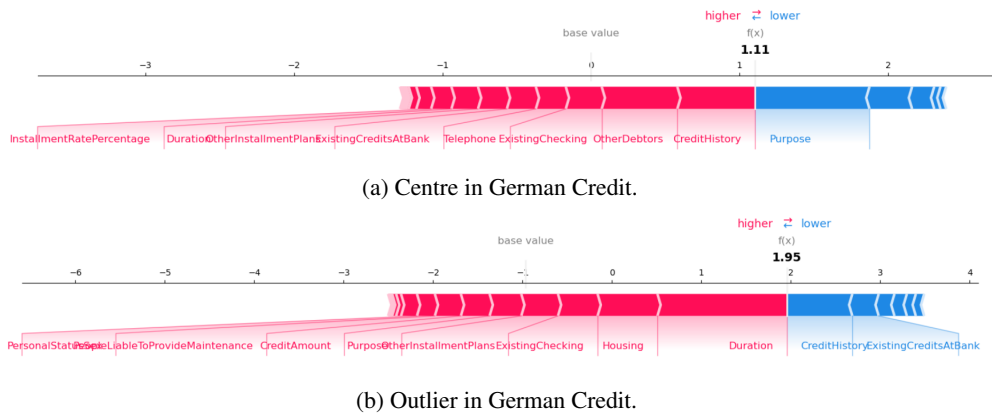 higher ⇄ lower
base value f(x)
1.11
−3 −2 −1 0 1 2
InstallmentRatePercentage Duration OtherInstallmentPlans ExistingCreditsAtBank Telephone ExistingChecking OtherDebtors CreditHistory Purpose
(a) Centre in German Credit.
higher ⇄ lower
base value f(x)
1.95
−6 −5 −4 −3 −2 −1 0 1 2 3 4
PersonalStatusSex PeopleLiableToProvideMaintenance CreditAmount Purpose OtherInstallmentPlans ExistingChecking Housing Duration CreditHistory ExistingCreditsAtBank
(b) Outlier in German Credit.